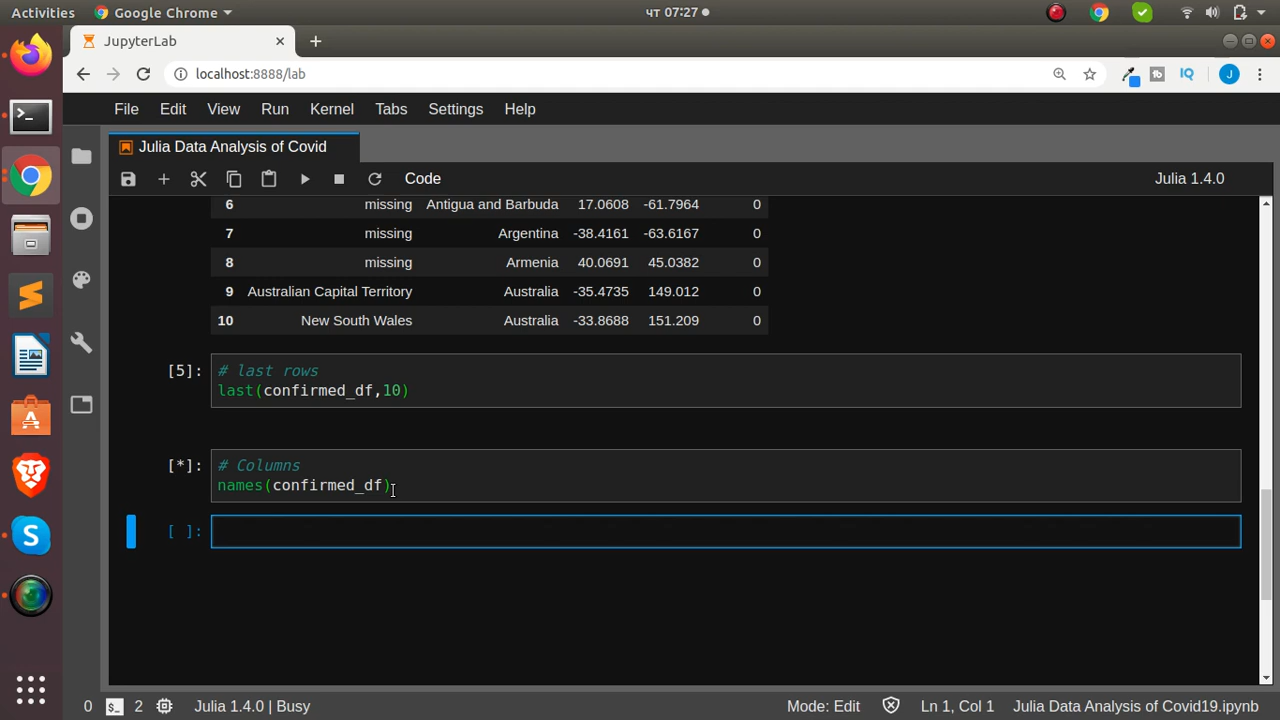 Activities Google Chrome чт 07:27
JupyterLab
localhost:8888/lab IQ J
File Edit View Run Kernel Tabs Settings Help
Julia Data Analysis of Covid
Code Julia 1.4.0
6 missing Antigua and Barbuda 17.0608 -61.7964 0
7 missing Argentina -38.4161 -63.6167 0
8 missing Armenia 40.0691 45.0382 0
9 Australian Capital Territory Australia -35.4735 149.012 0
10 New South Wales Australia -33.8688 151.209 0
[5]: # last rows
last(confirmed_df,10)
[*]: # Columns
names(confirmed_df)
[ ]:
0 2 Julia 1.4.0 | Busy Mode: Edit Ln 1, Col 1 Julia Data Analysis of Covid19.ipynb